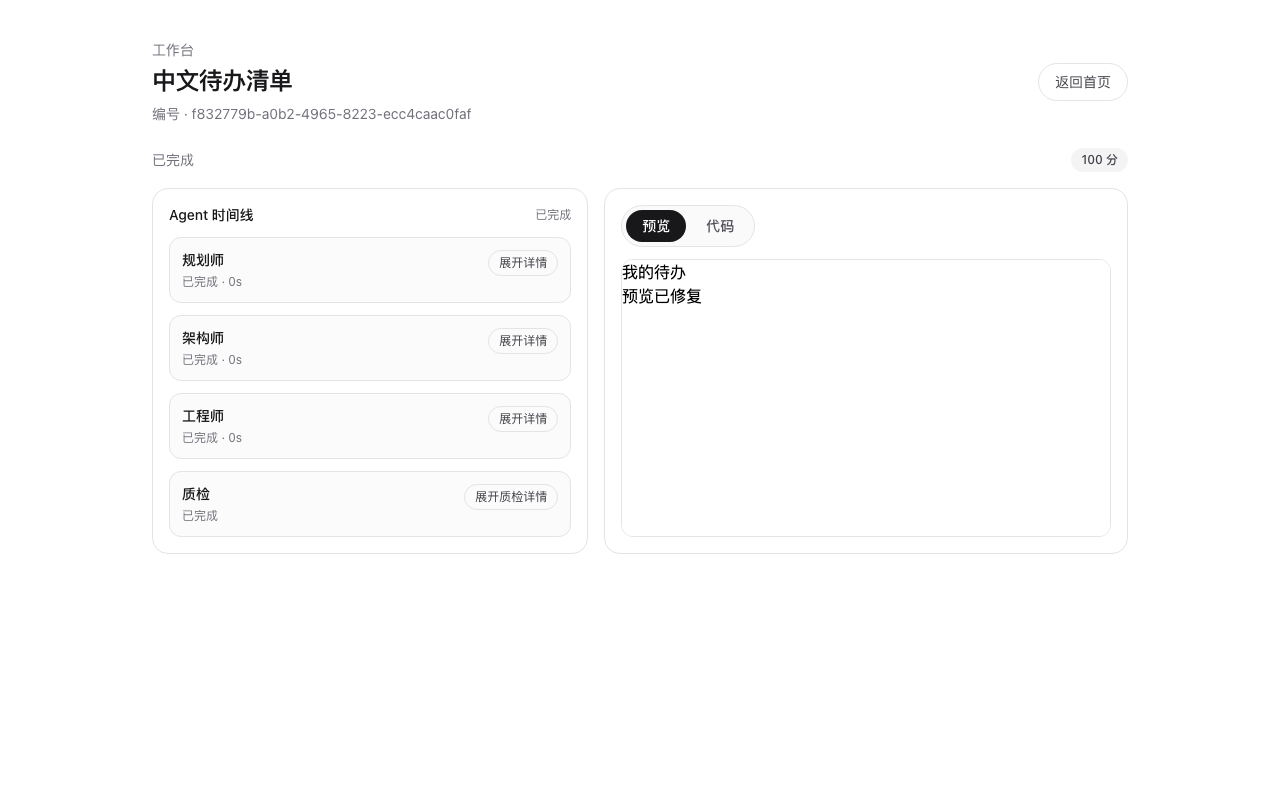 工作台
中文待办清单
返回首页
编号 · f832779b-a0b2-4965-8223-ecc4caac0faf
已完成
100 分
Agent 时间线
已完成
规划师
已完成 · 0s
展开详情
架构师
已完成 · 0s
展开详情
工程师
已完成 · 0s
展开详情
质检
已完成
展开质检详情
预览
代码
我的待办
预览已修复